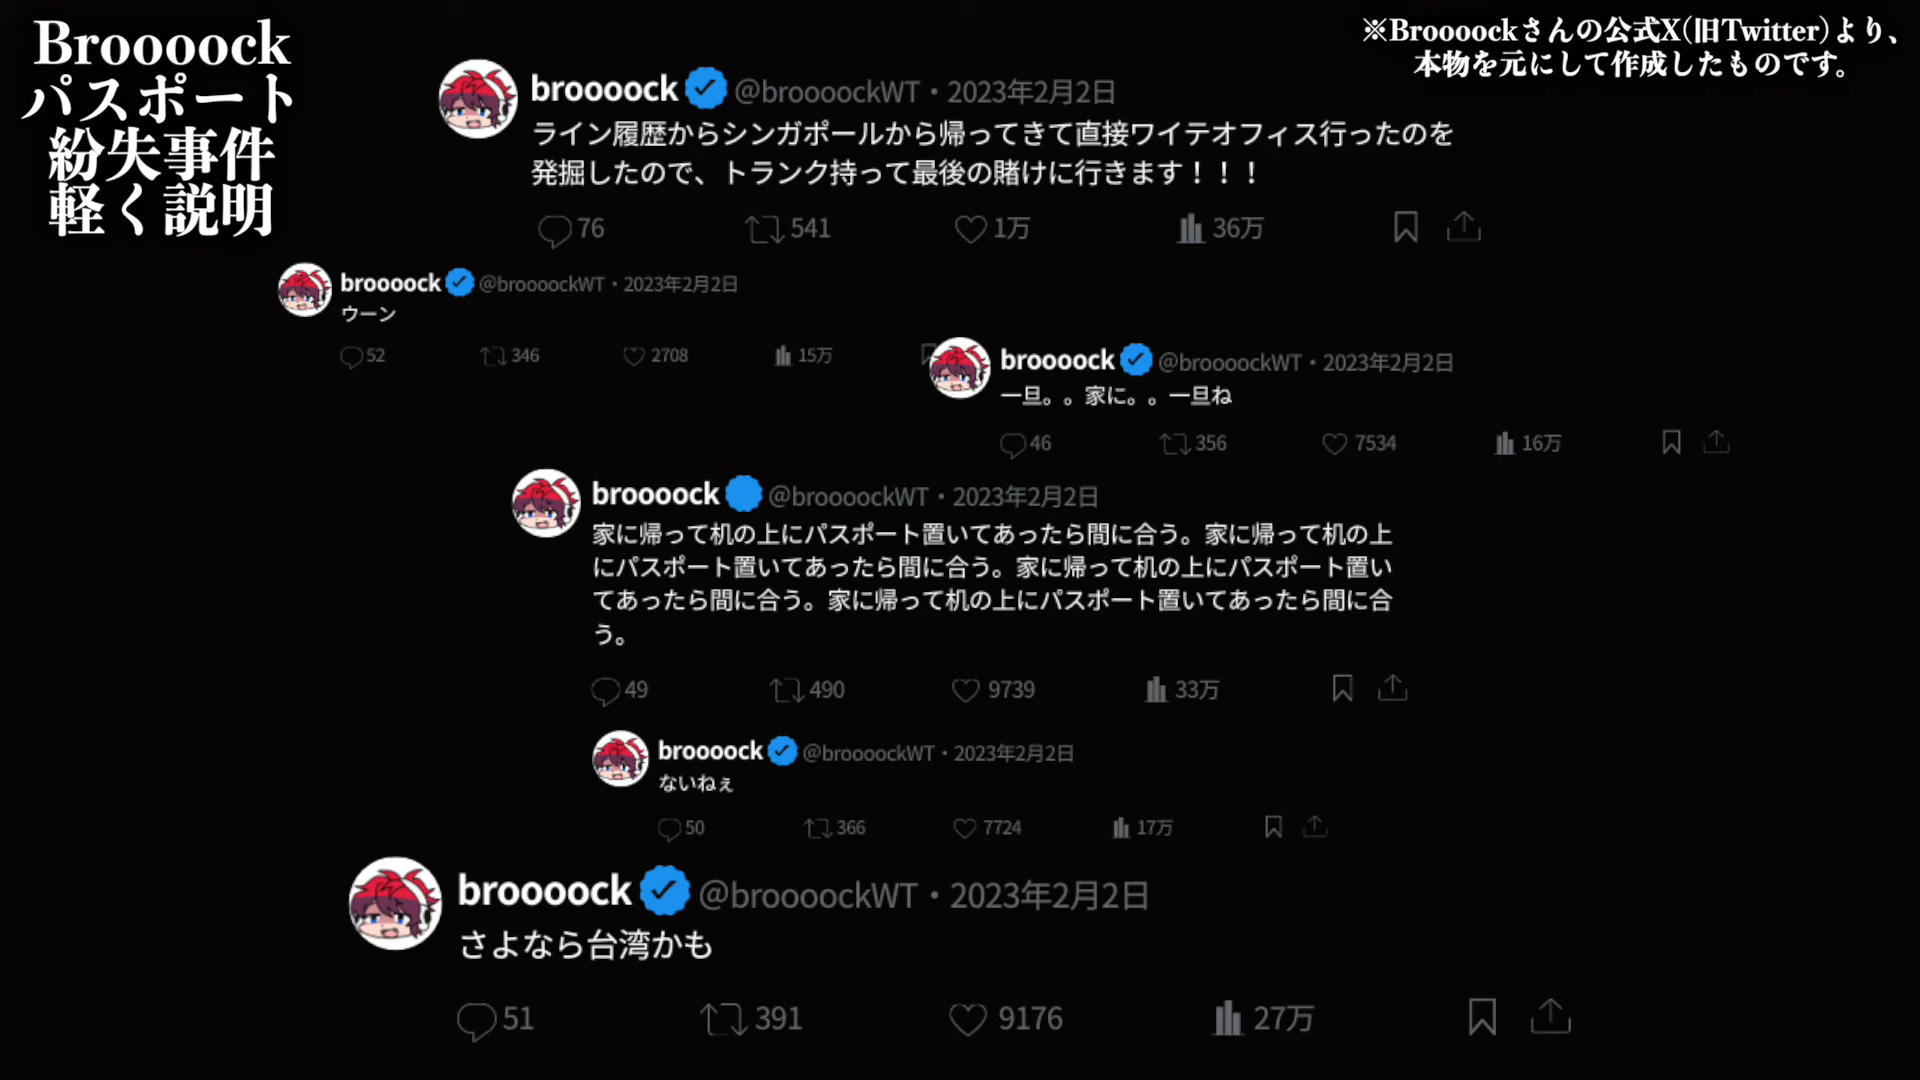 Broooock
パスポート
紛失事件
軽く説明
※Broooockさんの公式X(旧Twitter)より、
本物を元にして作成したものです。
broooock @broooockWT・2023年2月2日
ライン履歴からシンガポールから帰ってきて直接ワイテオフィス行ったのを
発掘したので、トランク持って最後の賭けに行きます！！！
76 541 1万 36万
broooock @broooockWT・2023年2月2日
ウーン
52 346 2708 15万
broooock @broooockWT・2023年2月2日
一旦。。家に。。一旦ね
46 356 7534 16万
broooock @broooockWT・2023年2月2日
家に帰って机の上にパスポート置いてあったら間に合う。家に帰って机の上
にパスポート置いてあったら間に合う。家に帰って机の上にパスポート置い
てあったら間に合う。家に帰って机の上にパスポート置いてあったら間に合
う。
49 490 9739 33万
broooock @broooockWT・2023年2月2日
ないねぇ
50 366 7724 17万
broooock @broooockWT・2023年2月2日
さよなら台湾かも
51 391 9176 27万